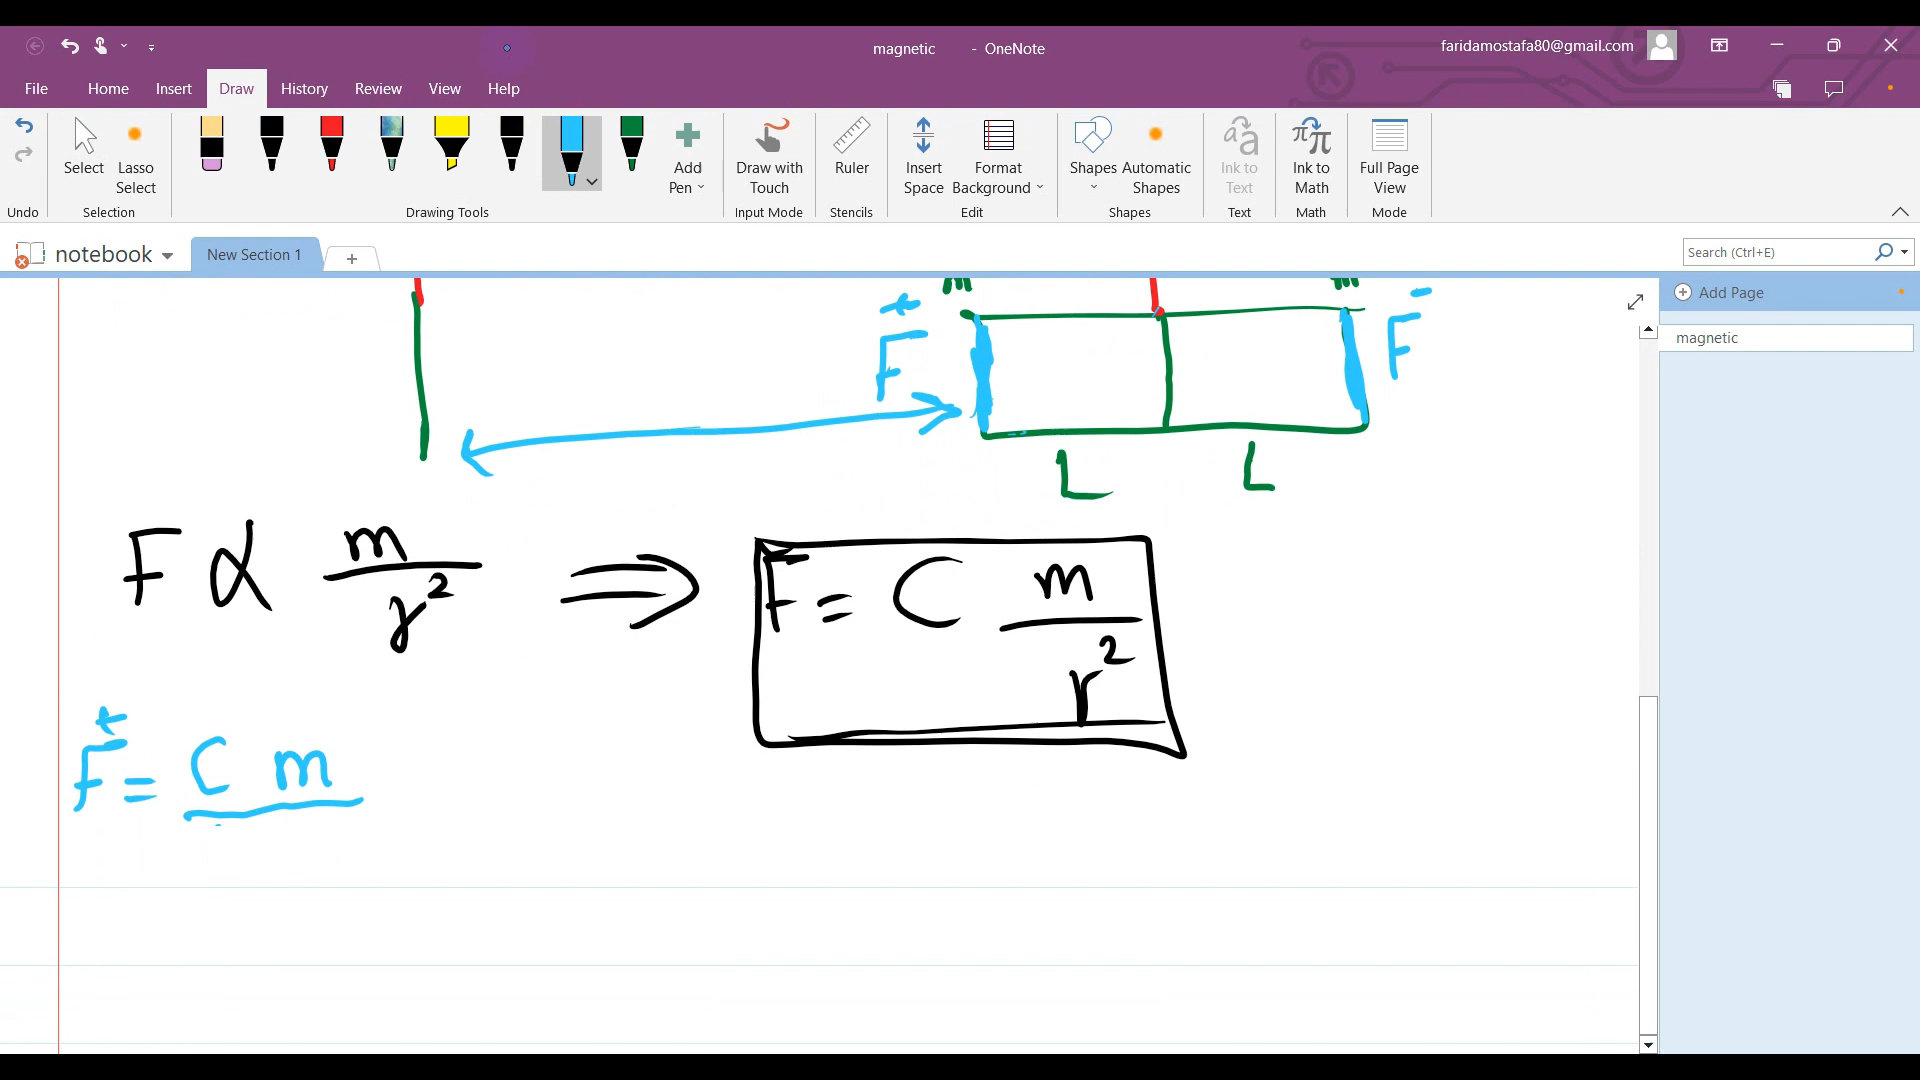 magnetic - OneNote
faridamostafa80@gmail.com
File Home Insert Draw History Review View Help
Select
Lasso Select
Add Pen
Draw with Touch
Ruler
Insert Space
Format Background
Shapes
Automatic Shapes
Ink to Text
Ink to Math
Full Page View
Undo Selection Drawing Tools Input Mode Stencils Edit Shapes Text Math Mode
notebook New Section 1 +
Search (Ctrl+E)
Add Page
magnetic
m m
F⁺ F⁻
L L
F ∝ m/r² ⇒ F = C m/r²
F⁺ = C m